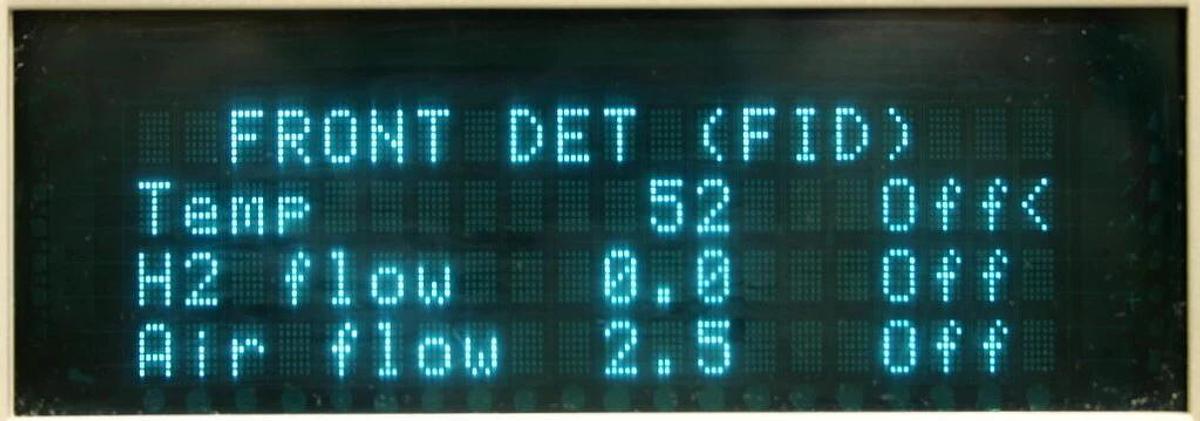 FRONT DET (FID)
Temp 52 Off<
H2 flow 0.0 Off
Air flow 2.5 Off